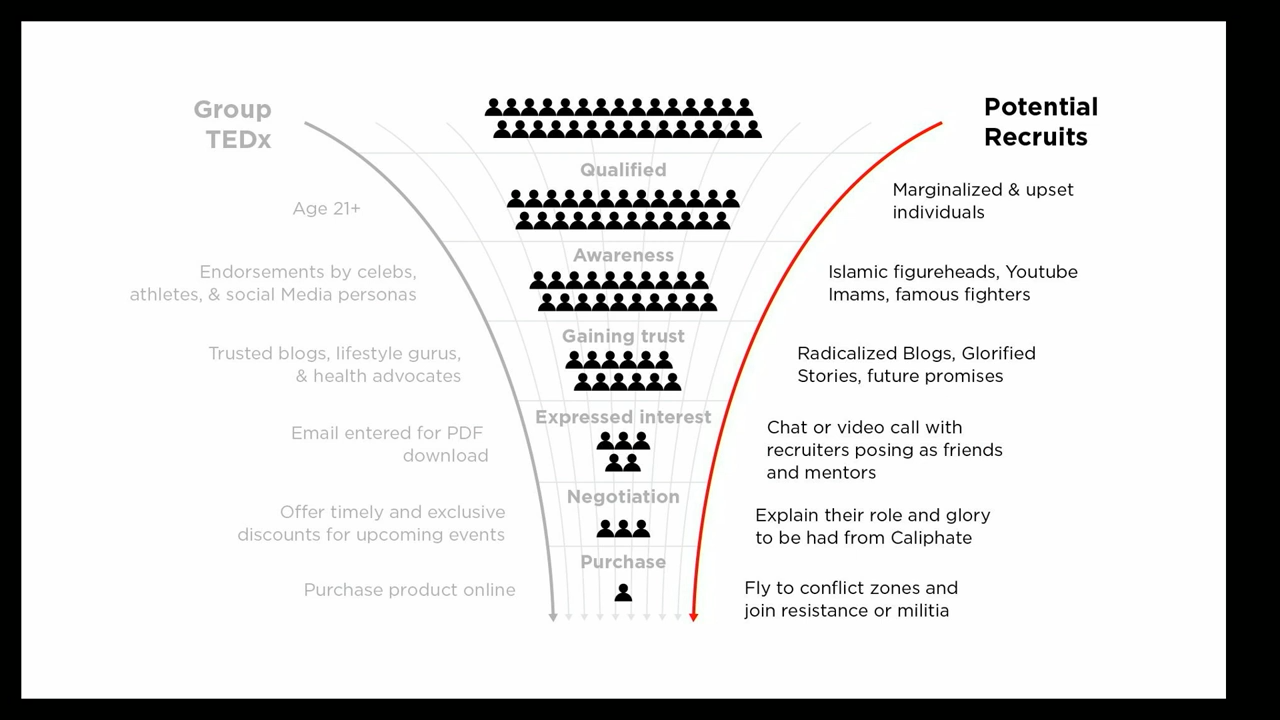 Group
TEDx
Potential
Recruits
Qualified
Age 21+
Marginalized & upset
individuals
Awareness
Endorsements by celebs,
athletes, & social Media personas
Islamic figureheads, Youtube
Imams, famous fighters
Gaining trust
Trusted blogs, lifestyle gurus,
& health advocates
Radicalized Blogs, Glorified
Stories, future promises
Expressed interest
Email entered for PDF
download
Chat or video call with
recruiters posing as friends
and mentors
Negotiation
Offer timely and exclusive
discounts for upcoming events
Explain their role and glory
to be had from Caliphate
Purchase
Purchase product online
Fly to conflict zones and
join resistance or militia